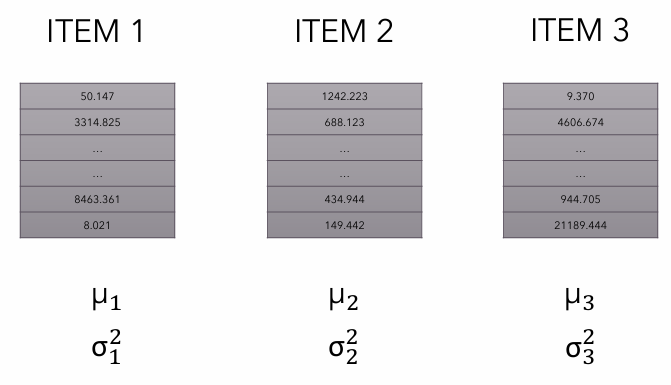 ITEM 1 ITEM 2 ITEM 3
50.147 1242.223 9.370
3314.825 688.123 4606.674
... ... ...
... ... ...
8463.361 434.944 944.705
8.021 149.442 21189.444
μ₁ μ₂ μ₃
σ₁² σ₂² σ₃²